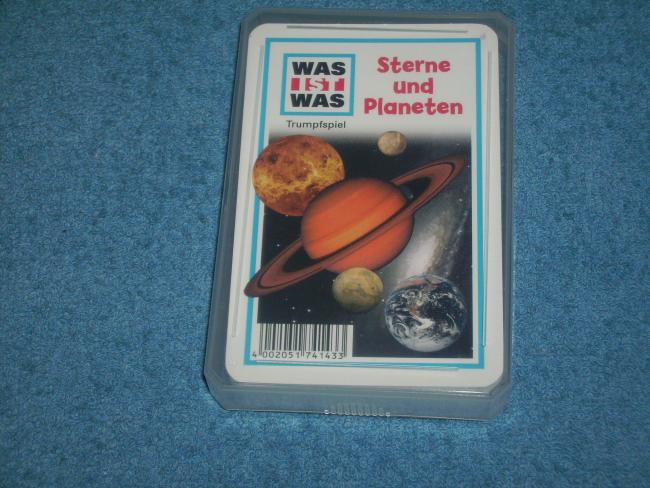 WAS
IST
WAS
Trumpfspiel
Sterne
und
Planeten
4 002051 741433